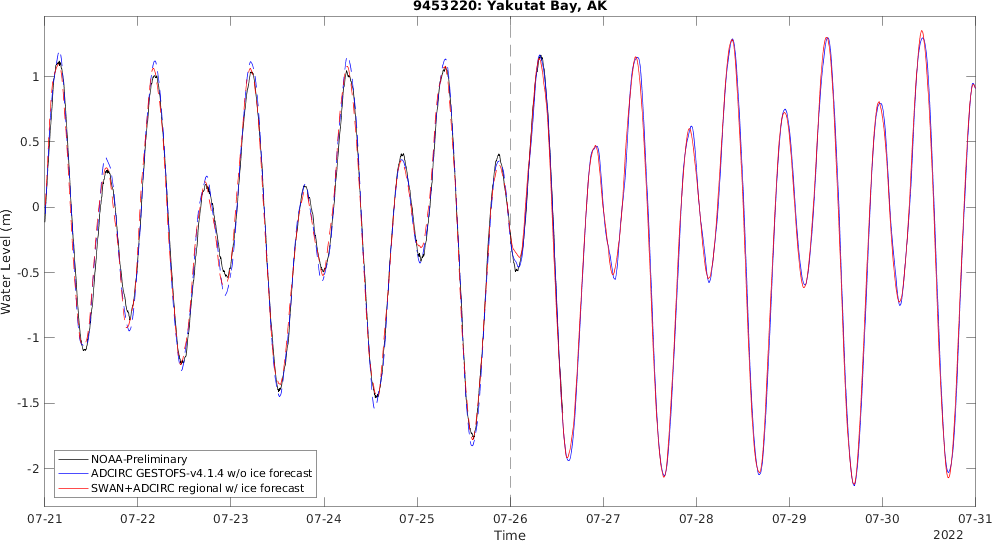 9453220: Yakutat Bay, AK
Water Level (m)
1
0.5
0
-0.5
-1
-1.5
-2
NOAA-Preliminary
ADCIRC GESTOFS-v4.1.4 w/o ice forecast
SWAN+ADCIRC regional w/ ice forecast
07-21 07-22 07-23 07-24 07-25 07-26 07-27 07-28 07-29 07-30 07-31
Time
2022